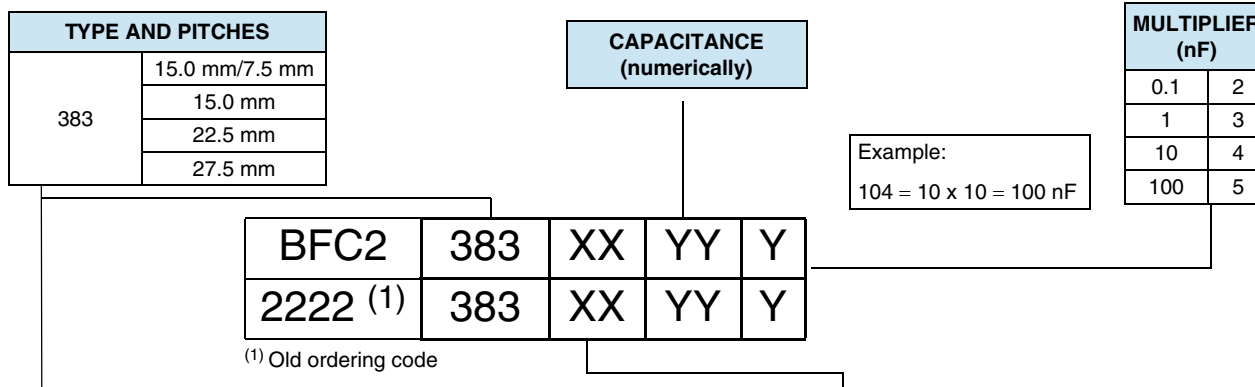 TYPE AND PITCHES
383
15.0 mm/7.5 mm
15.0 mm
22.5 mm
27.5 mm
CAPACITANCE
(numerically)
MULTIPLIER
(nF)
0.1 2
1 3
10 4
100 5
Example:
104 = 10 x 10 = 100 nF
BFC2 383 XX YY Y
2222 (1) 383 XX YY Y
(1) Old ordering code